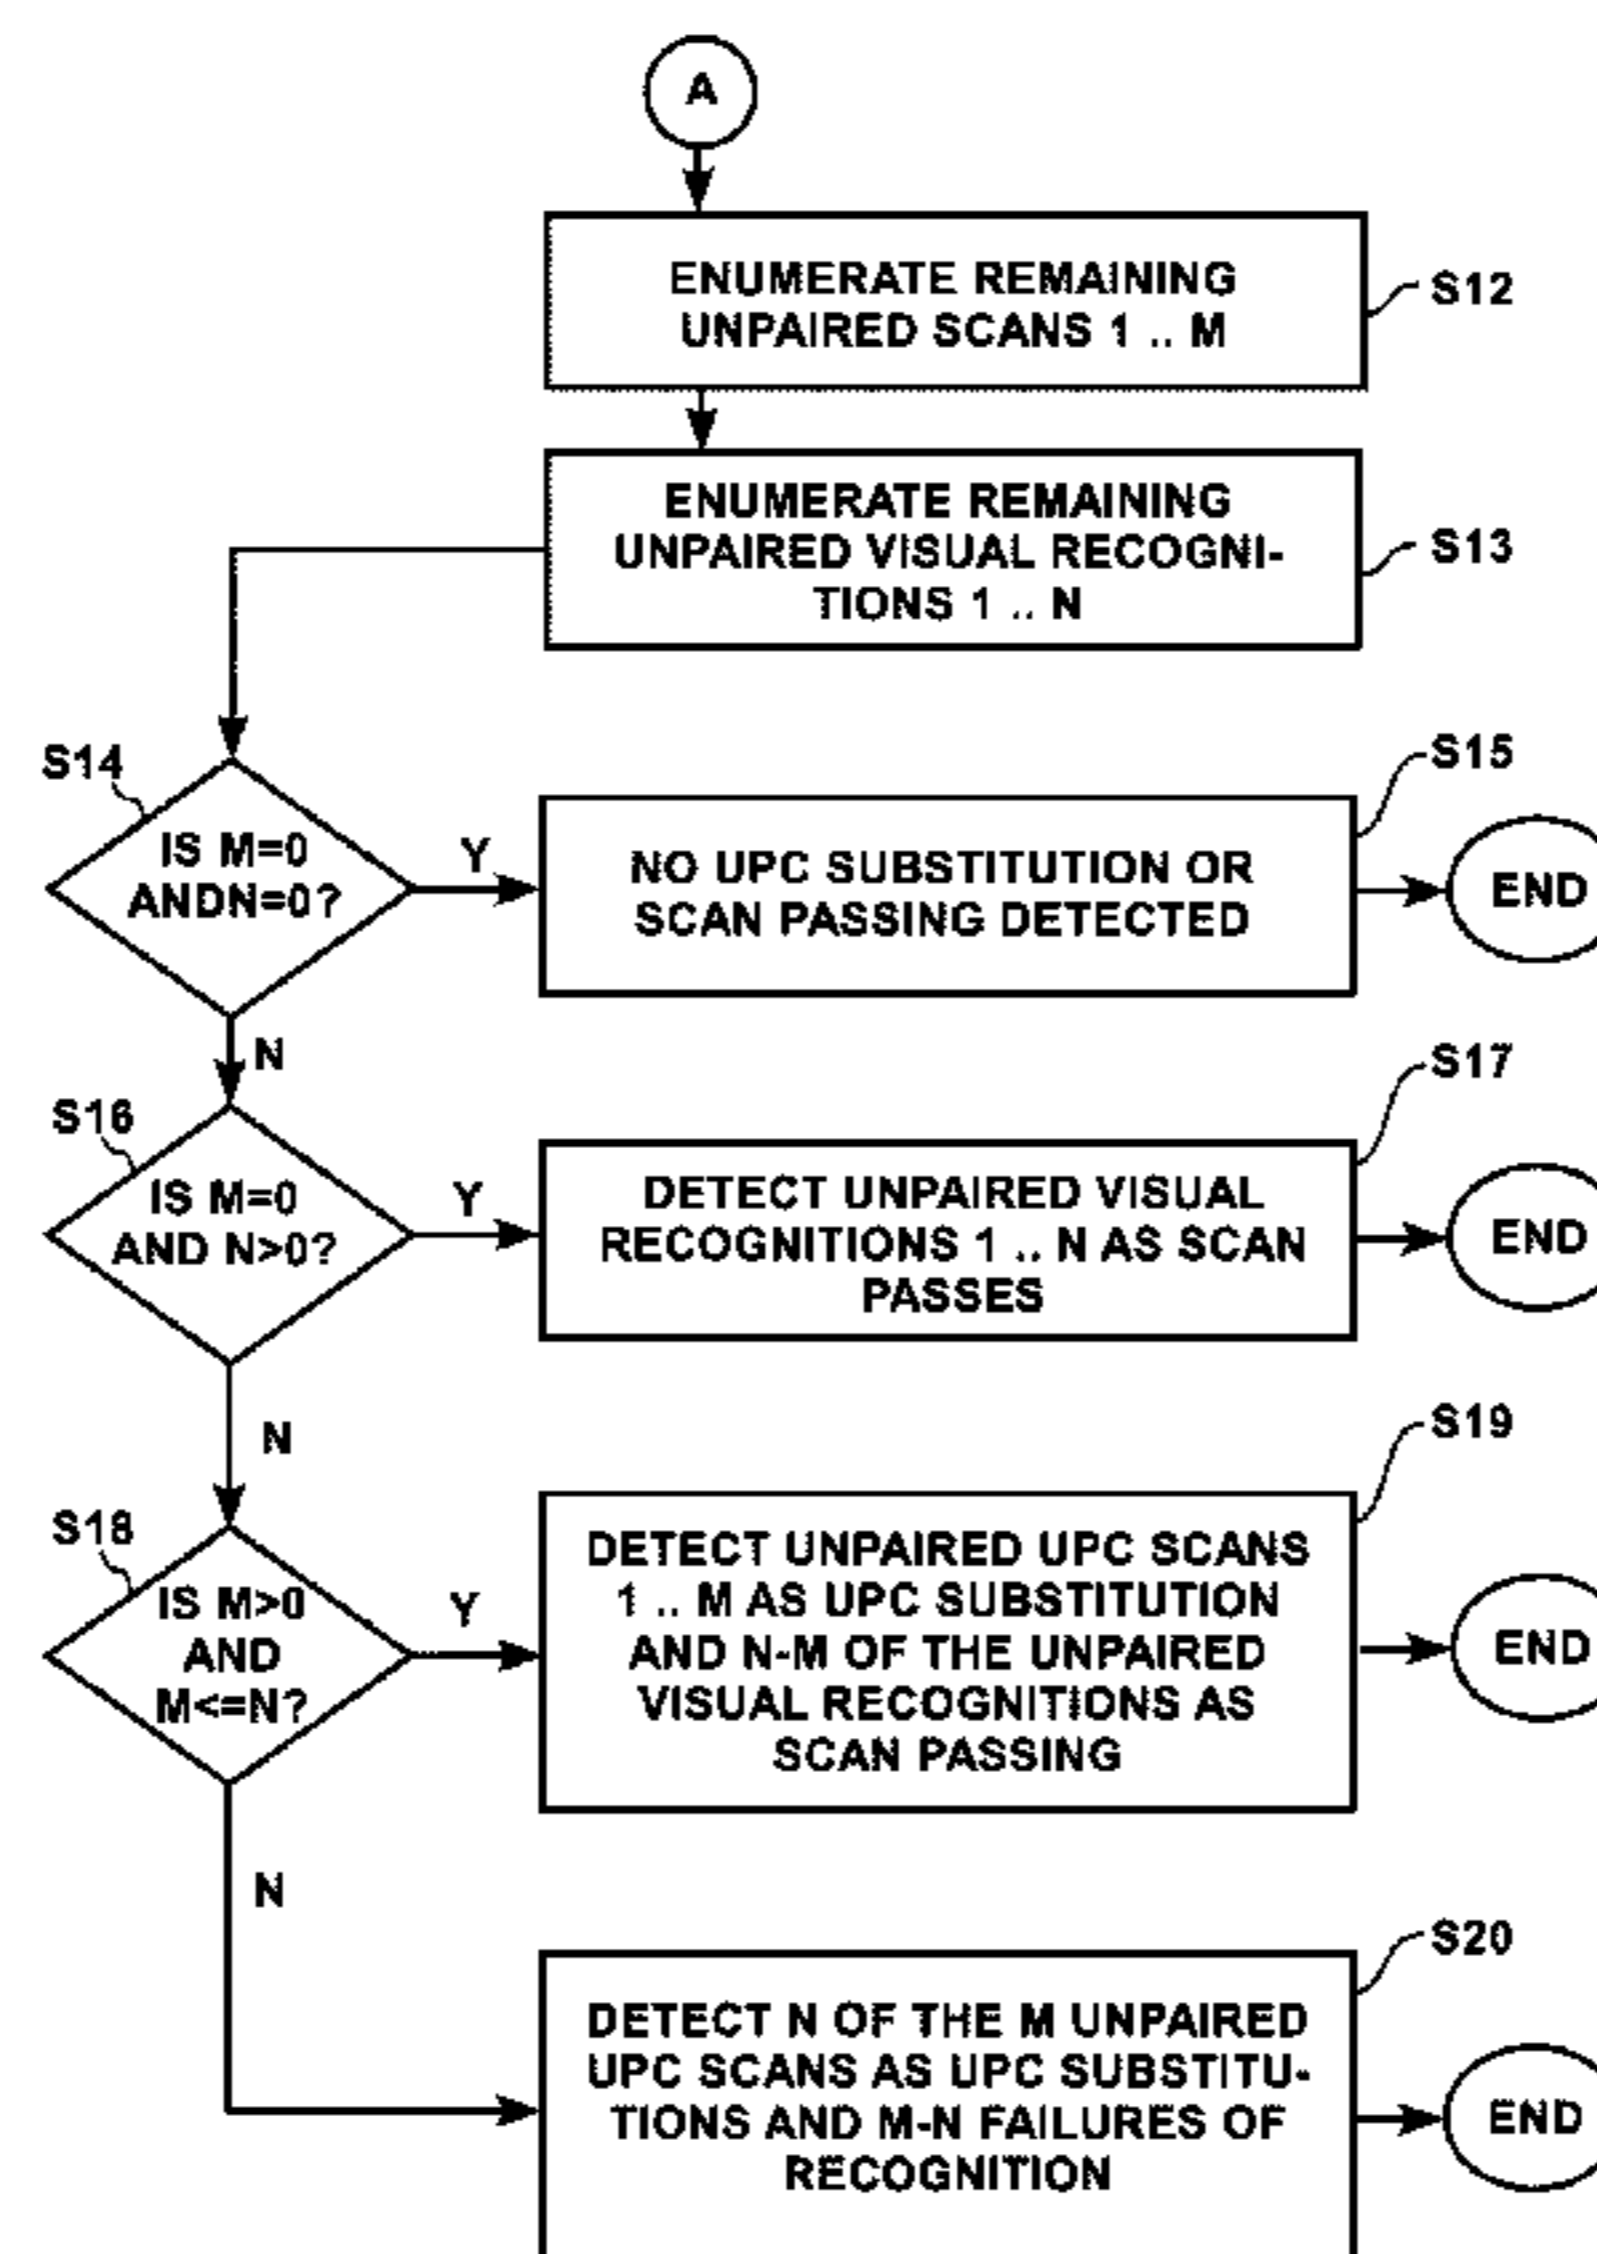 A
ENUMERATE REMAINING
UNPAIRED SCANS 1 .. M
S12
ENUMERATE REMAINING
UNPAIRED VISUAL RECOGNI-
TIONS 1 .. N
S13
S14
IS M=0
ANDN=0?
Y
N
NO UPC SUBSTITUTION OR
SCAN PASSING DETECTED
S15
END
S16
IS M=0
AND N>0?
Y
N
DETECT UNPAIRED VISUAL
RECOGNITIONS 1 .. N AS SCAN
PASSES
S17
END
S18
IS M>0
AND
M<=N?
Y
N
DETECT UNPAIRED UPC SCANS
1 .. M AS UPC SUBSTITUTION
AND N-M OF THE UNPAIRED
VISUAL RECOGNITIONS AS
SCAN PASSING
S19
END
DETECT N OF THE M UNPAIRED
UPC SCANS AS UPC SUBSTITU-
TIONS AND M-N FAILURES OF
RECOGNITION
S20
END